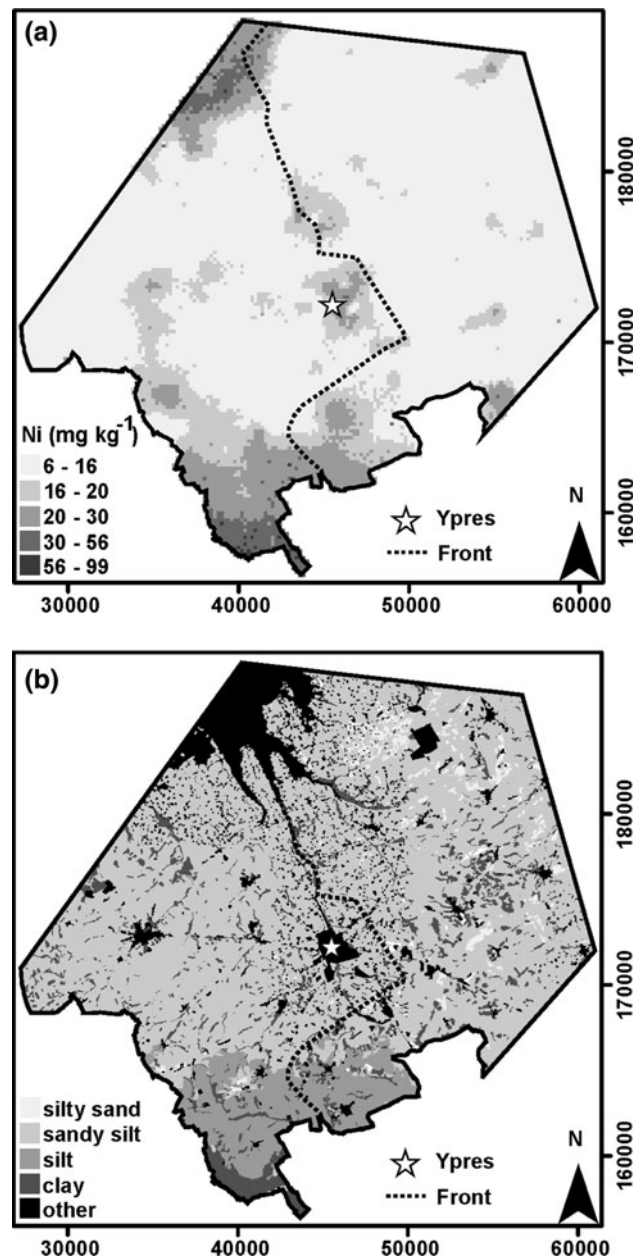 (a)
180000
170000
160000
Ni (mg kg-1)
6 - 16
16 - 20
20 - 30
30 - 56
56 - 99
Ypres
Front
N
30000 40000 50000 60000
(b)
180000
170000
160000
silty sand
sandy silt
silt
clay
other
Ypres
Front
N
30000 40000 50000 60000